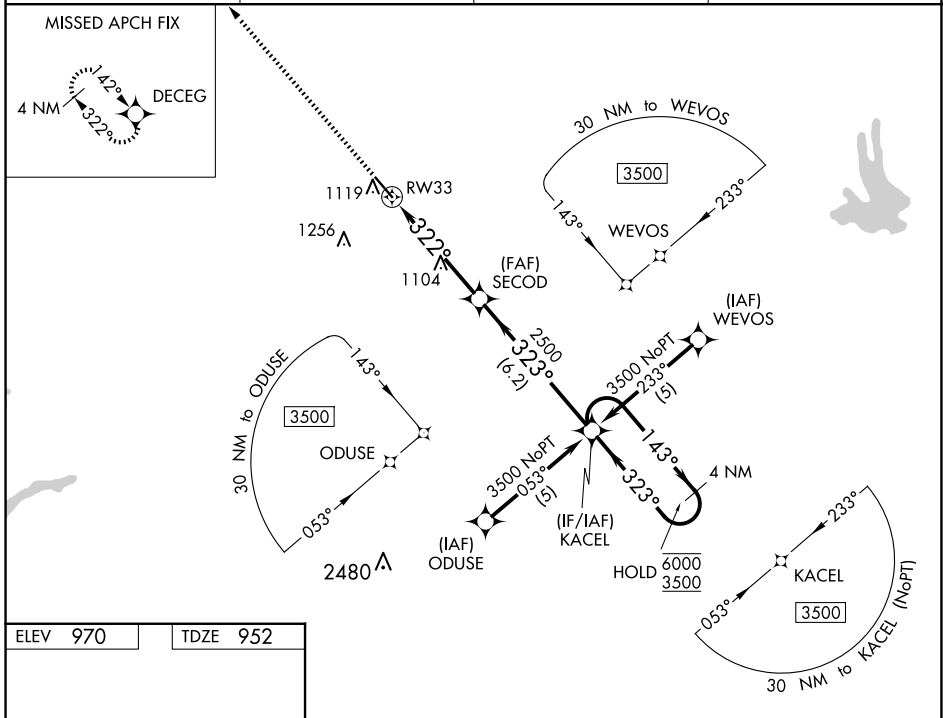 MISSED APCH FIX
142°
DECEG
4 NM
322°
30 NM to WEVOS
3500
143°
233°
WEVOS
1119
RW33
1256
322°
1104
(FAF)
SECOD
(IAF)
WEVOS
2500
323°
(6.2)
3500 NoPT
233°
(5)
30 NM to ODUSE
143°
3500
ODUSE
053°
143°
4 NM
323°
3500 NoPT
053°
(5)
(IF/IAF)
KACEL
(IAF)
ODUSE
HOLD
6000
3500
2480
233°
KACEL
053°
3500
30 NM to KACEL (NoPT)
ELEV 970
TDZE 952